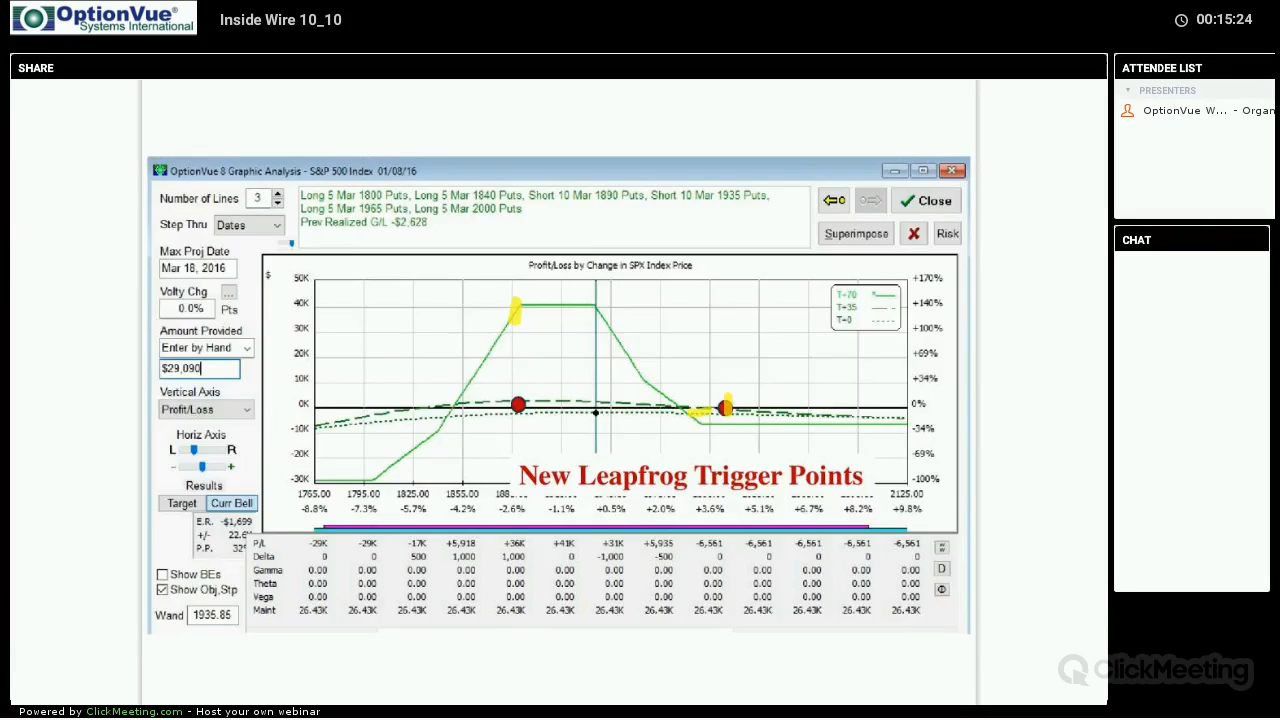 OptionVue
Systems International
Inside Wire 10_10
00:15:24
SHARE
ATTENDEE LIST
PRESENTERS
OptionVue W... - Organ
CHAT
OptionVue 8 Graphic Analysis - S&P 500 Index 01/08/16
Number of Lines 3
Step Thru Dates
Max Proj Date
Mar 18, 2016
Volty Chg ...
0.0% Pts
Amount Provided
Enter by Hand
$29,090
Vertical Axis
Profit/Loss
Horiz Axis
L R
- +
Results
Target Curr Bell
E.R. -$1,699
+/- 22.6
P.P. 32
Show BEs
Show Obj,Stp
Wand 1935.85
Long 5 Mar 1800 Puts, Long 5 Mar 1840 Puts, Short 10 Mar 1890 Puts, Short 10 Mar 1935 Puts,
Long 5 Mar 1965 Puts, Long 5 Mar 2000 Puts
Prev Realized G/L -$2,628
Close
Superimpose Risk
Profit/Loss by Change in SPX Index Price
$
50K +170%
40K +140%
30K +100%
20K +69%
10K +34%
0K 0%
-10K -34%
-20K -69%
-30K -100%
T+70
T+35
T+0
New Leapfrog Trigger Points
1765.00 1795.00 1825.00 1855.00 2125.00
-8.8% -7.3% -5.7% -4.2% -2.6% -1.1% +0.5% +2.0% +3.6% +5.1% +6.7% +8.2% +9.8%
P/L -29K -29K -17K +5,918 +36K +41K +31K +5,935 -6,561 -6,561 -6,561 -6,561 -6,561
Delta 0 0 500 1,000 1,000 0 -1,000 -500 0 0 0 0 0
Gamma 0.00 0.00 0.00 0.00 0.00 0.00 0.00 0.00 0.00 0.00 0.00 0.00 0.00
Theta 0.00 0.00 0.00 0.00 0.00 0.00 0.00 0.00 0.00 0.00 0.00 0.00 0.00
Vega 0.00 0.00 0.00 0.00 0.00 0.00 0.00 0.00 0.00 0.00 0.00 0.00 0.00
Maint 26.43K 26.43K 26.43K 26.43K 26.43K 26.43K 26.43K 26.43K 26.43K 26.43K 26.43K 26.43K 26.43K
D
ClickMeeting
Powered by ClickMeeting.com - Host your own webinar